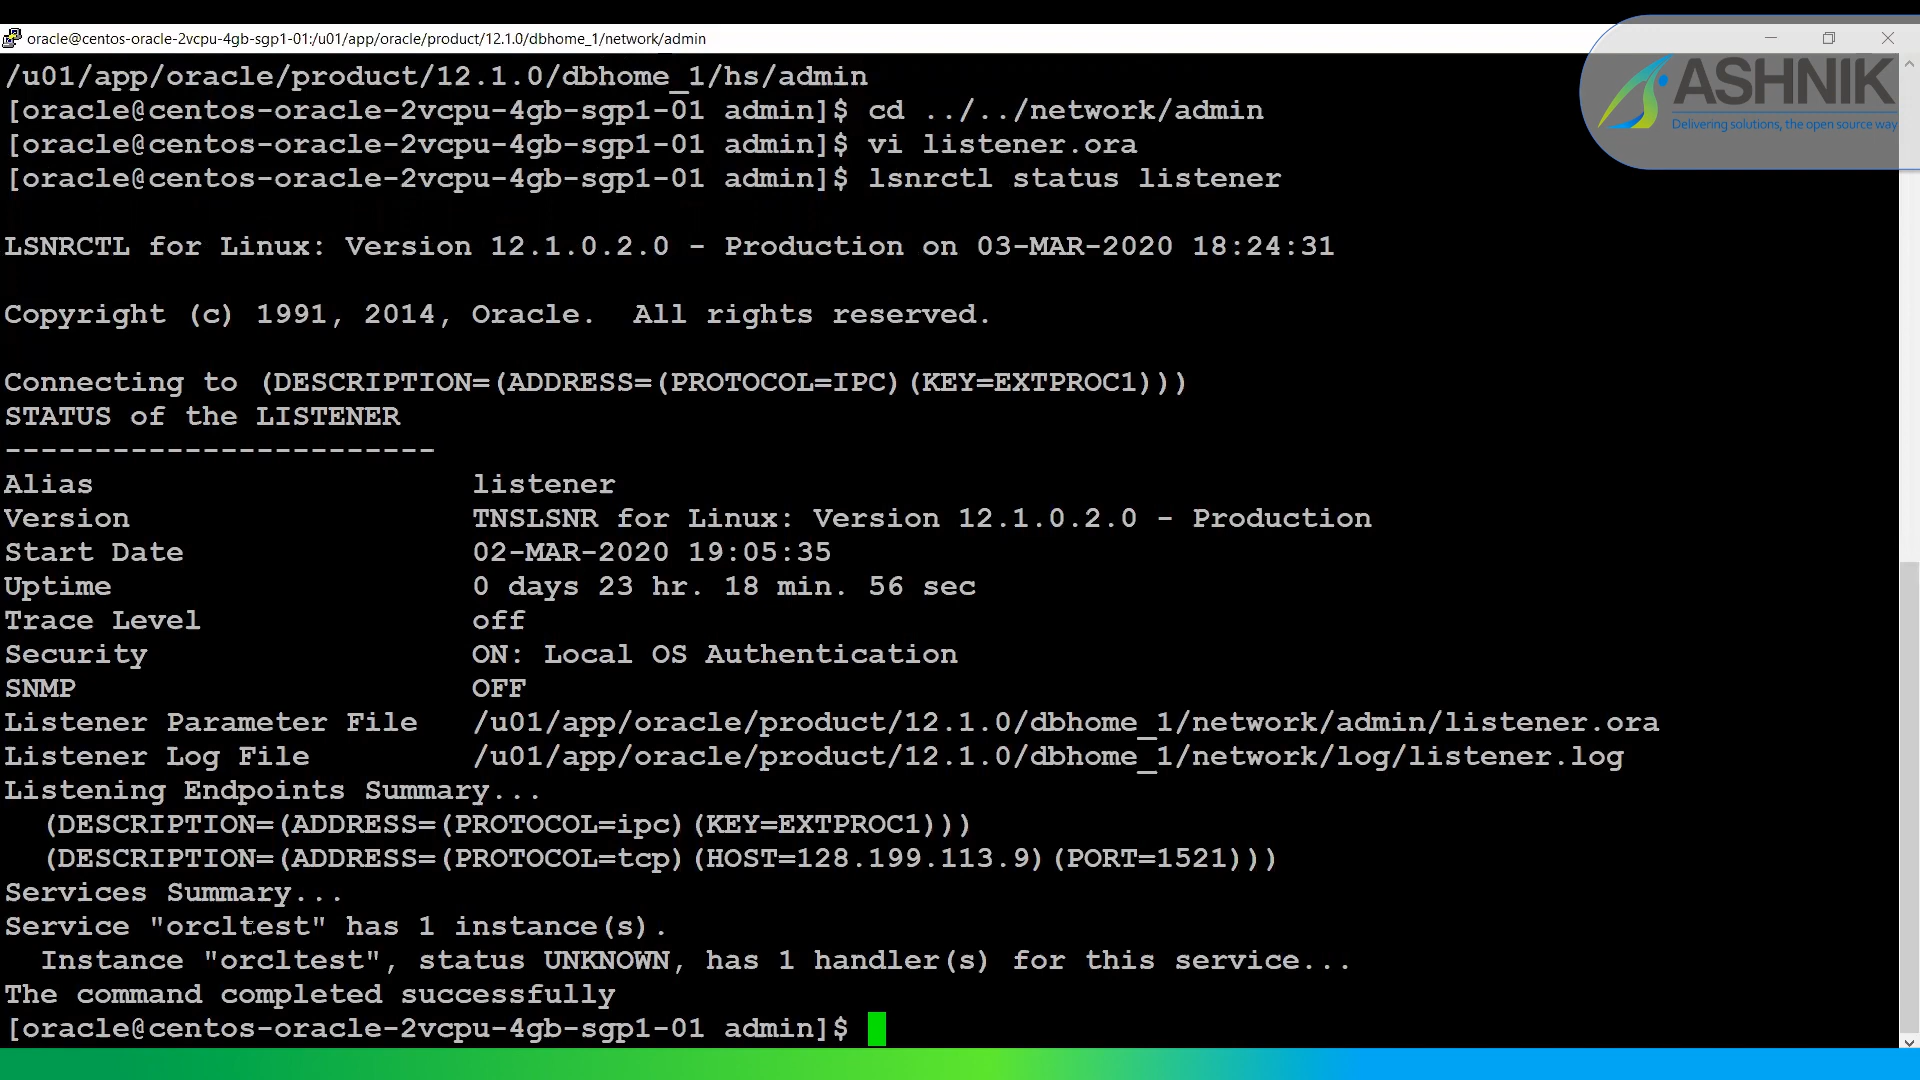 oracle@centos-oracle-2vcpu-4gb-sgp1-01:/u01/app/oracle/product/12.1.0/dbhome_1/network/admin
ASHNIK
Delivering solutions, the open source way
/u01/app/oracle/product/12.1.0/dbhome_1/hs/admin
[oracle@centos-oracle-2vcpu-4gb-sgp1-01 admin]$ cd ../../network/admin
[oracle@centos-oracle-2vcpu-4gb-sgp1-01 admin]$ vi listener.ora
[oracle@centos-oracle-2vcpu-4gb-sgp1-01 admin]$ lsnrctl status listener
LSNRCTL for Linux: Version 12.1.0.2.0 - Production on 03-MAR-2020 18:24:31
Copyright (c) 1991, 2014, Oracle.  All rights reserved.
Connecting to (DESCRIPTION=(ADDRESS=(PROTOCOL=IPC)(KEY=EXTPROC1)))
STATUS of the LISTENER
------------------------
Alias                     listener
Version                   TNSLSNR for Linux: Version 12.1.0.2.0 - Production
Start Date                02-MAR-2020 19:05:35
Uptime                    0 days 23 hr. 18 min. 56 sec
Trace Level               off
Security                  ON: Local OS Authentication
SNMP                      OFF
Listener Parameter File   /u01/app/oracle/product/12.1.0/dbhome_1/network/admin/listener.ora
Listener Log File         /u01/app/oracle/product/12.1.0/dbhome_1/network/log/listener.log
Listening Endpoints Summary...
  (DESCRIPTION=(ADDRESS=(PROTOCOL=ipc)(KEY=EXTPROC1)))
  (DESCRIPTION=(ADDRESS=(PROTOCOL=tcp)(HOST=128.199.113.9)(PORT=1521)))
Services Summary...
Service "orcltest" has 1 instance(s).
  Instance "orcltest", status UNKNOWN, has 1 handler(s) for this service...
The command completed successfully
[oracle@centos-oracle-2vcpu-4gb-sgp1-01 admin]$